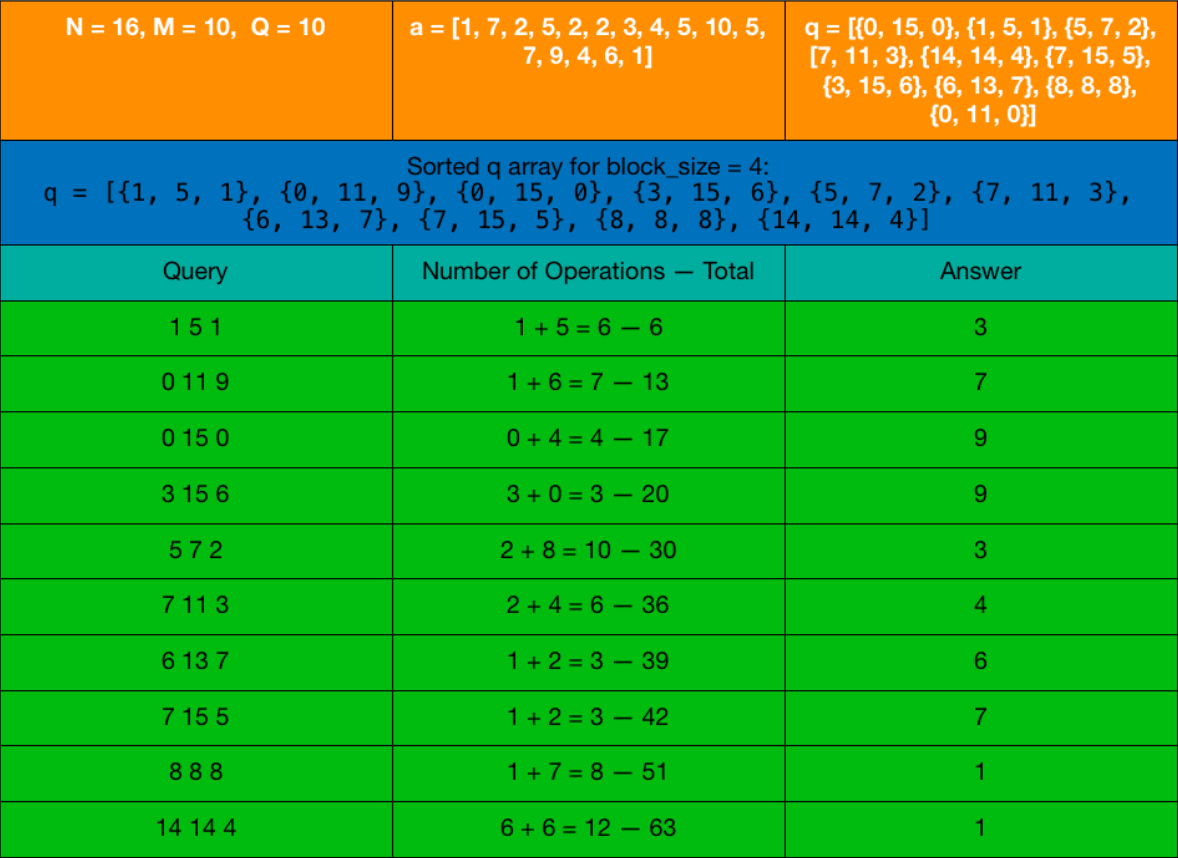 N = 16, M = 10, Q = 10
a = [1, 7, 2, 5, 2, 2, 3, 4, 5, 10, 5,
7, 9, 4, 6, 1]
q = [{0, 15, 0}, {1, 5, 1}, {5, 7, 2},
[7, 11, 3}, {14, 14, 4}, {7, 15, 5},
{3, 15, 6}, {6, 13, 7}, {8, 8, 8},
{0, 11, 0}]
Sorted q array for block_size = 4:
q = [{1, 5, 1}, {0, 11, 9}, {0, 15, 0}, {3, 15, 6}, {5, 7, 2}, {7, 11, 3},
{6, 13, 7}, {7, 15, 5}, {8, 8, 8}, {14, 14, 4}]
Query Number of Operations — Total Answer
1 5 1 1 + 5 = 6 — 6 3
0 11 9 1 + 6 = 7 — 13 7
0 15 0 0 + 4 = 4 — 17 9
3 15 6 3 + 0 = 3 — 20 9
5 7 2 2 + 8 = 10 — 30 3
7 11 3 2 + 4 = 6 — 36 4
6 13 7 1 + 2 = 3 — 39 6
7 15 5 1 + 2 = 3 — 42 7
8 8 8 1 + 7 = 8 — 51 1
14 14 4 6 + 6 = 12 — 63 1